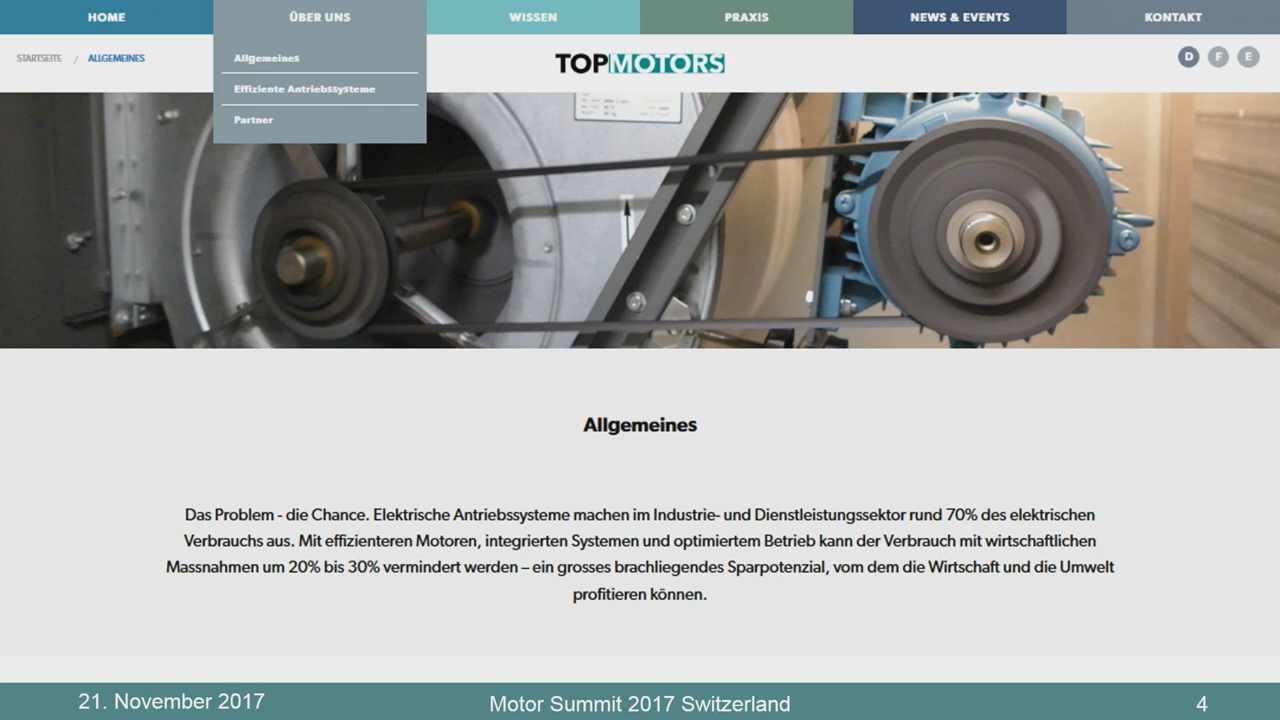 HOME
ÜBER UNS
WISSEN
PRAXIS
NEWS & EVENTS
KONTAKT
STARTSEITE / ALLGEMEINES
Allgemeines
Effiziente Antriebssysteme
Partner
TOPMOTORS
D F E
Allgemeines
Das Problem - die Chance. Elektrische Antriebssysteme machen im Industrie- und Dienstleistungssektor rund 70% des elektrischen
Verbrauchs aus. Mit effizienteren Motoren, integrierten Systemen und optimiertem Betrieb kann der Verbrauch mit wirtschaftlichen
Massnahmen um 20% bis 30% vermindert werden – ein grosses brachliegendes Sparpotenzial, vom dem die Wirtschaft und die Umwelt
profitieren können.
21. November 2017
Motor Summit 2017 Switzerland
4